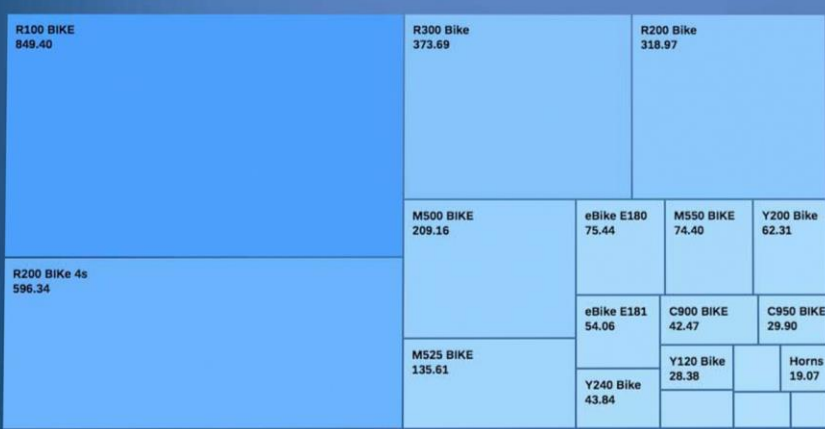 R100 BIKE
849.40
R300 Bike
373.69
R200 Bike
318.97
R200 BIKe 4s
596.34
M500 BIKE
209.16
eBike E180
75.44
M550 BIKE
74.40
Y200 Bike
62.31
eBike E181
54.06
C900 BIKE
42.47
C950 BIKE
29.90
M525 BIKE
135.61
Y240 Bike
43.84
Y120 Bike
28.38
Horns
19.07